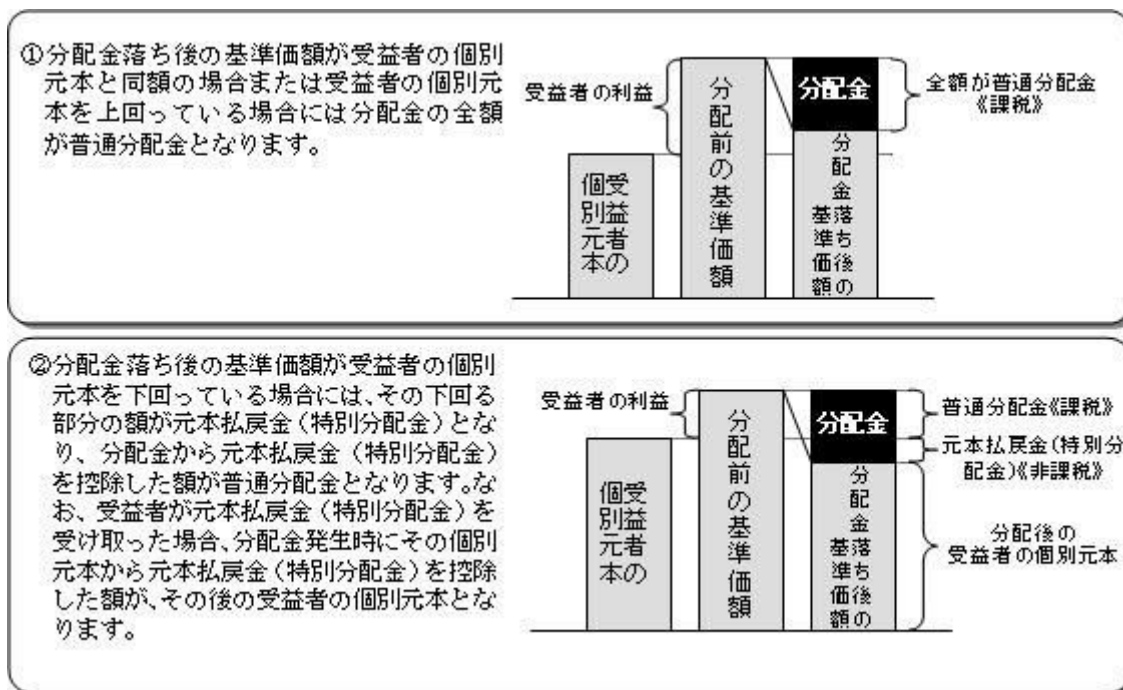 ①分配金落ち後の基準価額が受益者の個別
元本と同額の場合または受益者の個別元
本を上回っている場合には分配金の全額
が普通分配金となります。
受益者の利益
受益者の
個別元本
分配前の基準価額
分配金
分配金落ち後の
基準価額
全額が普通分配金
《課税》
②分配金落ち後の基準価額が受益者の個別
元本を下回っている場合には、その下回る
部分の額が元本払戻金（特別分配金）とな
り、分配金から元本払戻金（特別分配金）
を控除した額が普通分配金となります。な
お、受益者が元本払戻金（特別分配金）を
受け取った場合、分配金発生時にその個別
元本から元本払戻金（特別分配金）を控除
した額が、その後の受益者の個別元本とな
ります。
受益者の利益
受益者の
個別元本
分配前の基準価額
分配金
分配金落ち後の
基準価額
普通分配金《課税》
元本払戻金（特別分
配金）《非課税》
分配後の
受益者の個別元本